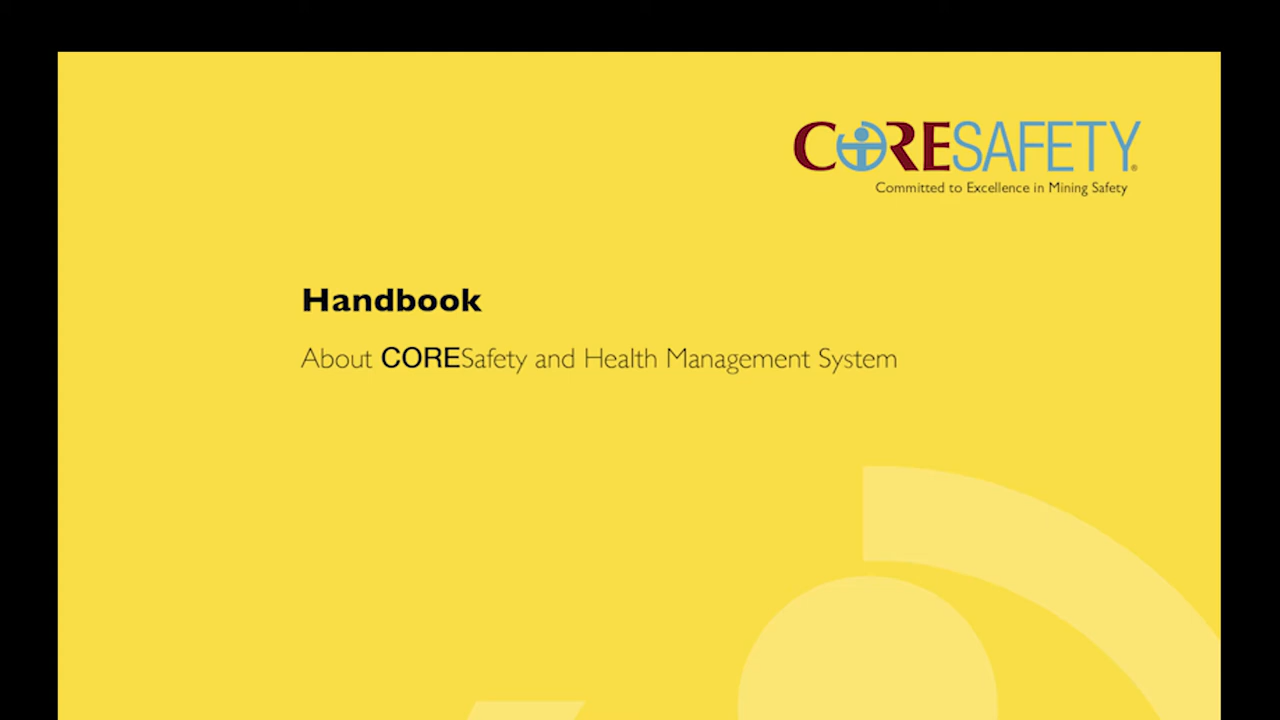 CORESAFETY®
Committed to Excellence in Mining Safety
Handbook
About CORESafety and Health Management System